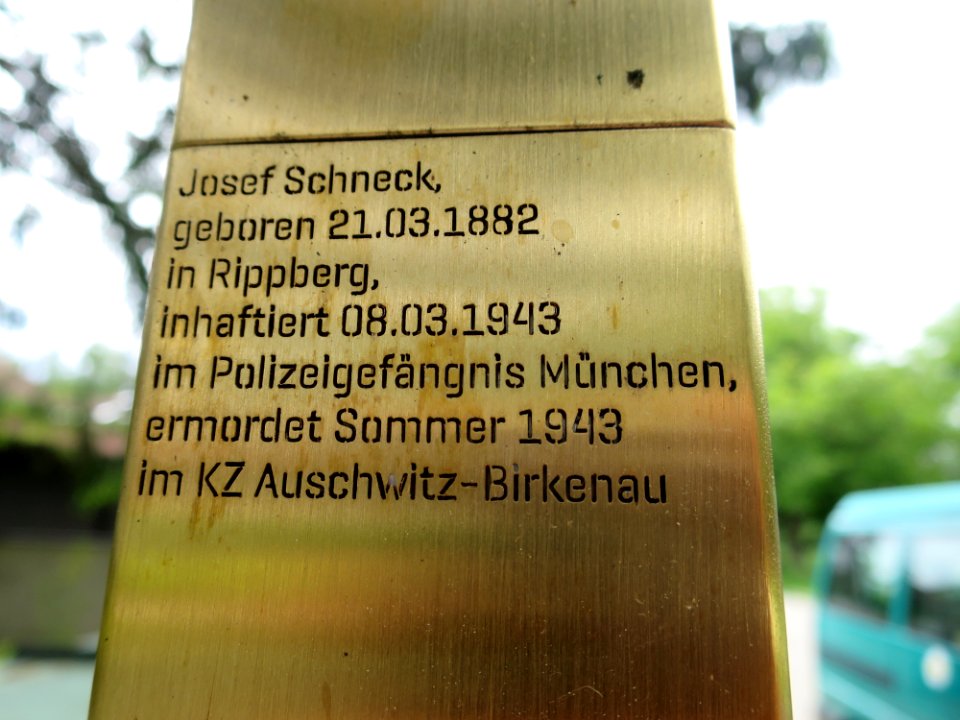 Josef Schneck,
geboren 21.03.1882
in Rippberg,
inhaftiert 08.03.1943
im Polizeigefängnis München,
ermordet Sommer 1943
im KZ Auschwitz-Birkenau